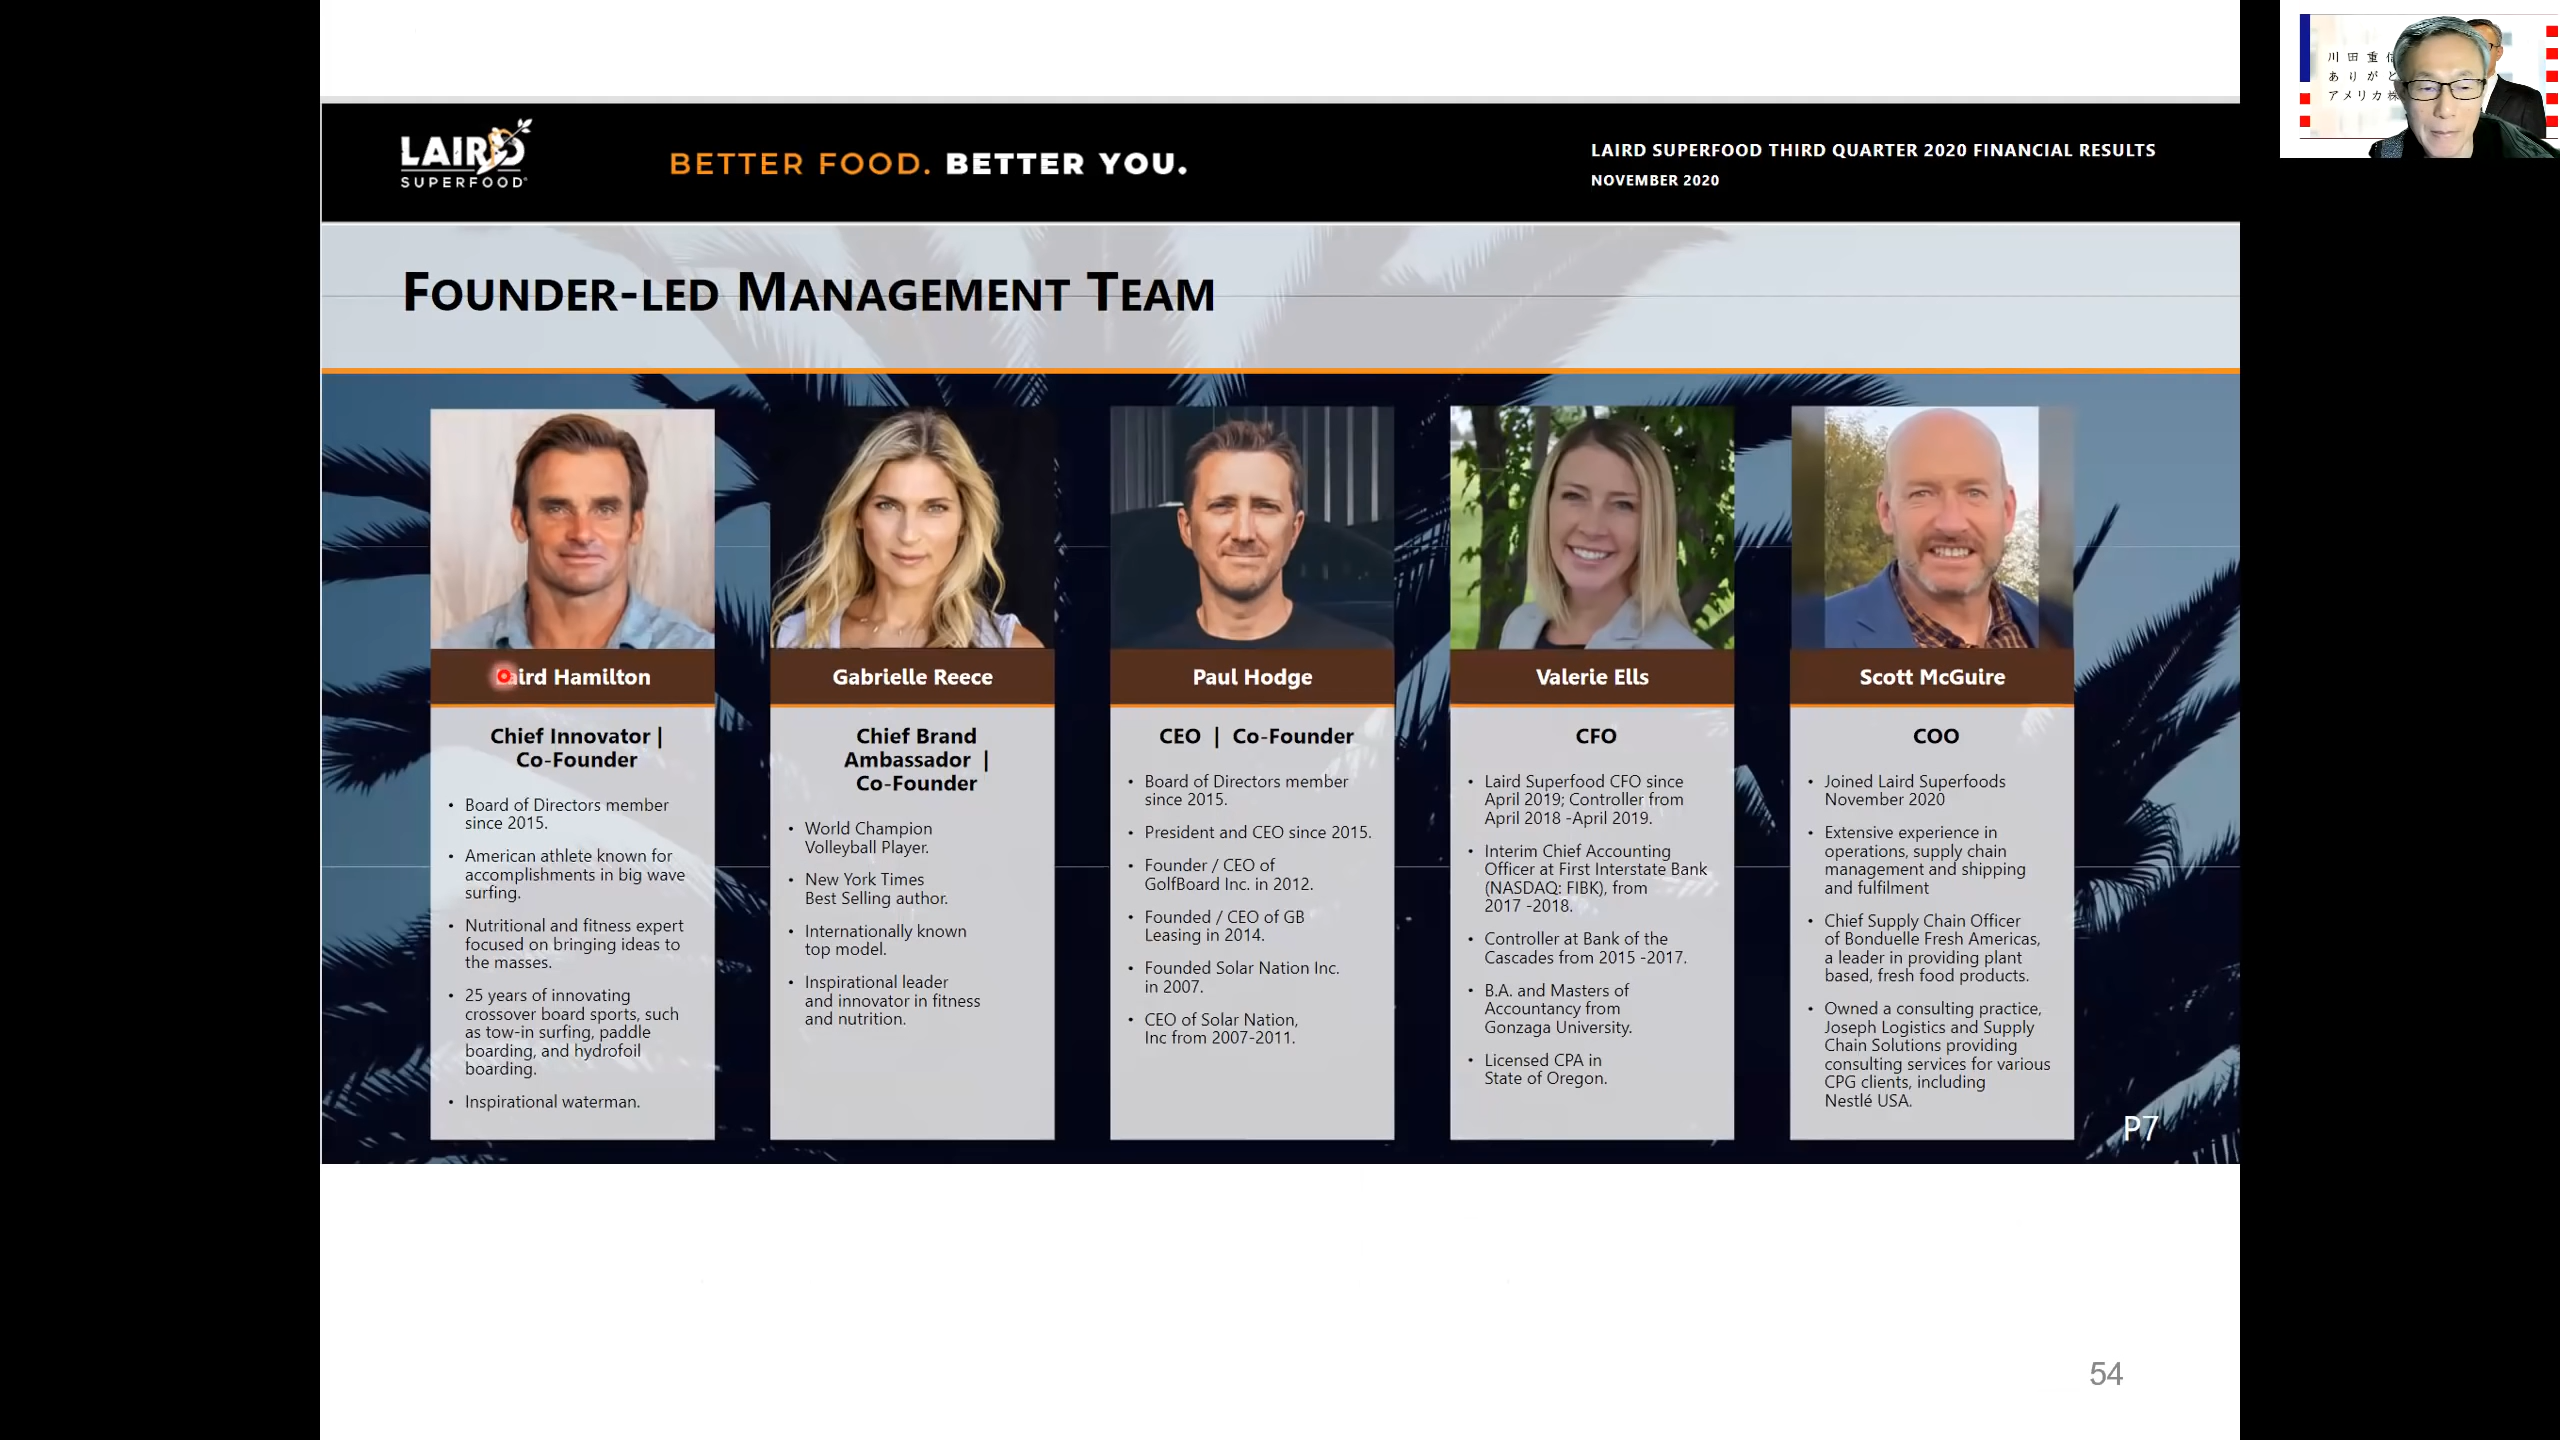 LAIRD
SUPERFOOD
BETTER FOOD. BETTER YOU.
LAIRD SUPERFOOD THIRD QUARTER 2020 FINANCIAL RESULTS
NOVEMBER 2020
川田重信
ありがと
アメリカ株
FOUNDER-LED MANAGEMENT TEAM
Laird Hamilton
Chief Innovator |
Co-Founder
• Board of Directors member
since 2015.
• American athlete known for
accomplishments in big wave
surfing.
• Nutritional and fitness expert
focused on bringing ideas to
the masses.
• 25 years of innovating
crossover board sports, such
as tow-in surfing, paddle
boarding, and hydrofoil
boarding.
• Inspirational waterman.
Gabrielle Reece
Chief Brand
Ambassador |
Co-Founder
• World Champion
Volleyball Player.
• New York Times
Best Selling author.
• Internationally known
top model.
• Inspirational leader
and innovator in fitness
and nutrition.
Paul Hodge
CEO | Co-Founder
• Board of Directors member
since 2015.
• President and CEO since 2015.
• Founder / CEO of
GolfBoard Inc. in 2012.
• Founded / CEO of GB
Leasing in 2014.
• Founded Solar Nation Inc.
in 2007.
• CEO of Solar Nation,
Inc from 2007-2011.
Valerie Ells
CFO
• Laird Superfood CFO since
April 2019; Controller from
April 2018 -April 2019.
• Interim Chief Accounting
Officer at First Interstate Bank
(NASDAQ: FIBK), from
2017 -2018.
• Controller at Bank of the
Cascades from 2015 -2017.
• B.A. and Masters of
Accountancy from
Gonzaga University.
• Licensed CPA in
State of Oregon.
Scott McGuire
COO
• Joined Laird Superfoods
November 2020
• Extensive experience in
operations, supply chain
management and shipping
and fulfilment
• Chief Supply Chain Officer
of Bonduelle Fresh Americas,
a leader in providing plant
based, fresh food products.
• Owned a consulting practice,
Joseph Logistics and Supply
Chain Solutions providing
consulting services for various
CPG clients, including
Nestlé USA.
P7
54